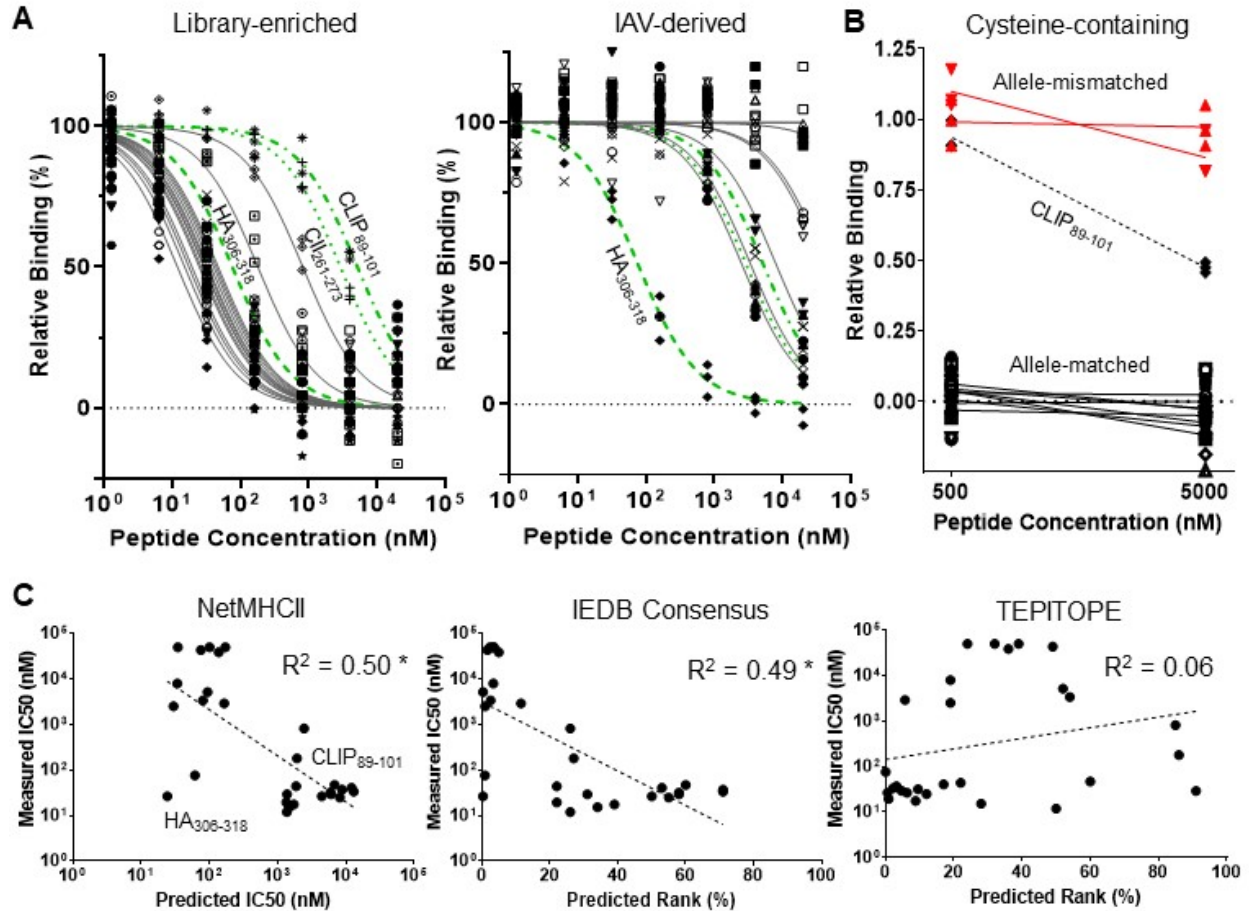 A
Library-enriched
IAV-derived
B
Cysteine-containing
Relative Binding (%)
100
50
0
HA306-318
CII261-273
CLIP89-101
10^0 10^1 10^2 10^3 10^4 10^5
Peptide Concentration (nM)
Relative Binding (%)
100
50
0
HA306-318
10^0 10^1 10^2 10^3 10^4 10^5
Peptide Concentration (nM)
Relative Binding
1.25
1.00
0.75
0.50
0.25
0.00
Allele-mismatched
CLIP89-101
Allele-matched
500 5000
Peptide Concentration (nM)
C
NetMHCII
Measured IC50 (nM)
10^5
10^4
10^3
10^2
10^1
10^0
R² = 0.50 *
CLIP89-101
HA306-318
10^0 10^1 10^2 10^3 10^4 10^5
Predicted IC50 (nM)
IEDB Consensus
Measured IC50 (nM)
10^5
10^4
10^3
10^2
10^1
10^0
R² = 0.49 *
0 20 40 60 80 100
Predicted Rank (%)
TEPITOPE
Measured IC50 (nM)
10^5
10^4
10^3
10^2
10^1
10^0
R² = 0.06
0 20 40 60 80 100
Predicted Rank (%)